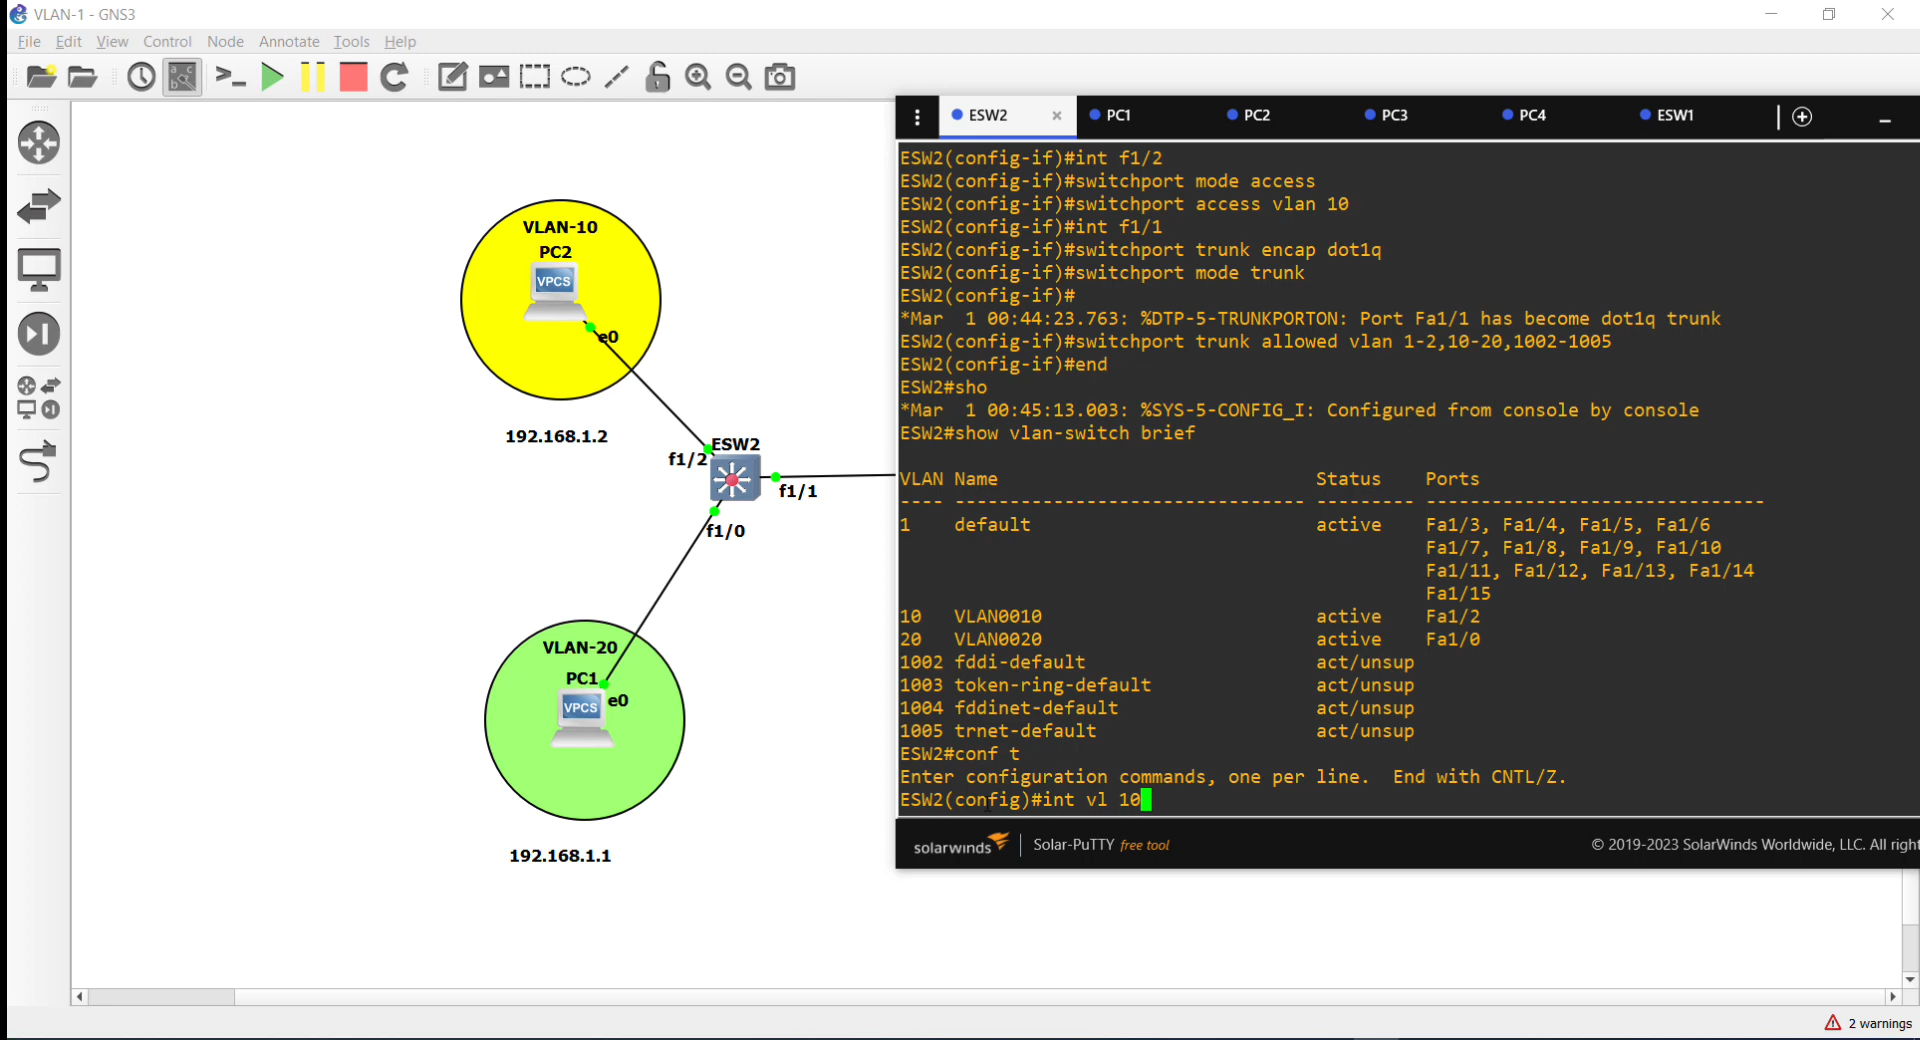 VLAN-1 - GNS3
File Edit View Control Node Annotate Tools Help
ESW2 × PC1 PC2 PC3 PC4 ESW1
VLAN-10
PC2
VPCS
e0
192.168.1.2
ESW2
f1/2
f1/1
f1/0
VLAN-20
PC1
e0
VPCS
192.168.1.1
ESW2(config-if)#int f1/2
ESW2(config-if)#switchport mode access
ESW2(config-if)#switchport access vlan 10
ESW2(config-if)#int f1/1
ESW2(config-if)#switchport trunk encap dot1q
ESW2(config-if)#switchport mode trunk
ESW2(config-if)#
*Mar  1 00:44:23.763: %DTP-5-TRUNKPORTON: Port Fa1/1 has become dot1q trunk
ESW2(config-if)#switchport trunk allowed vlan 1-2,10-20,1002-1005
ESW2(config-if)#end
ESW2#sho
*Mar  1 00:45:13.003: %SYS-5-CONFIG_I: Configured from console by console
ESW2#show vlan-switch brief
VLAN Name                             Status    Ports
---- -------------------------------- --------- -------------------------------
1    default                          active    Fa1/3, Fa1/4, Fa1/5, Fa1/6
                                                Fa1/7, Fa1/8, Fa1/9, Fa1/10
                                                Fa1/11, Fa1/12, Fa1/13, Fa1/14
                                                Fa1/15
10   VLAN0010                         active    Fa1/2
20   VLAN0020                         active    Fa1/0
1002 fddi-default                     act/unsup
1003 token-ring-default               act/unsup
1004 fddinet-default                  act/unsup
1005 trnet-default                    act/unsup
ESW2#conf t
Enter configuration commands, one per line.  End with CNTL/Z.
ESW2(config)#int vl 10
solarwinds Solar-PuTTY free tool © 2019-2023 SolarWinds Worldwide, LLC. All right
2 warnings